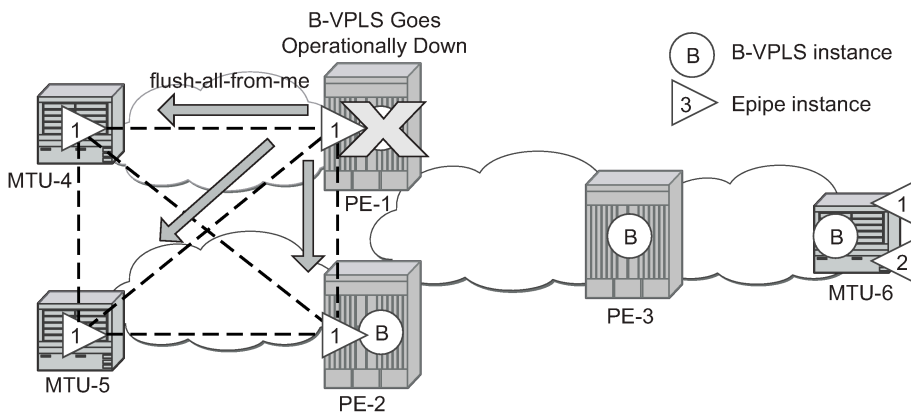 B-VPLS Goes
Operationally Down
B
B-VPLS instance
3
Epipe instance
flush-all-from-me
1
1
MTU-4
PE-1
B
B
1
2
MTU-6
PE-3
1
1
B
MTU-5
PE-2